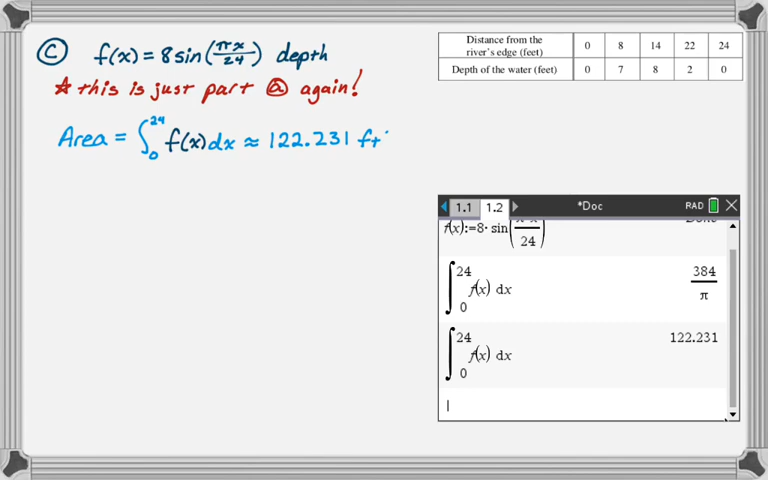 Ⓒ f(x) = 8 sin(πx/24) depth
☆ this is just part ⓐ again!
Area = ∫₀²⁴ f(x)dx ≈ 122.231 ft
Distance from the river's edge (feet) 0 8 14 22 24
Depth of the water (feet) 0 7 8 2 0
1.1 1.2 *Doc RAD
f(x):=8·sin( /24)
∫₀²⁴ f(x) dx 384/π
∫₀²⁴ f(x) dx 122.231